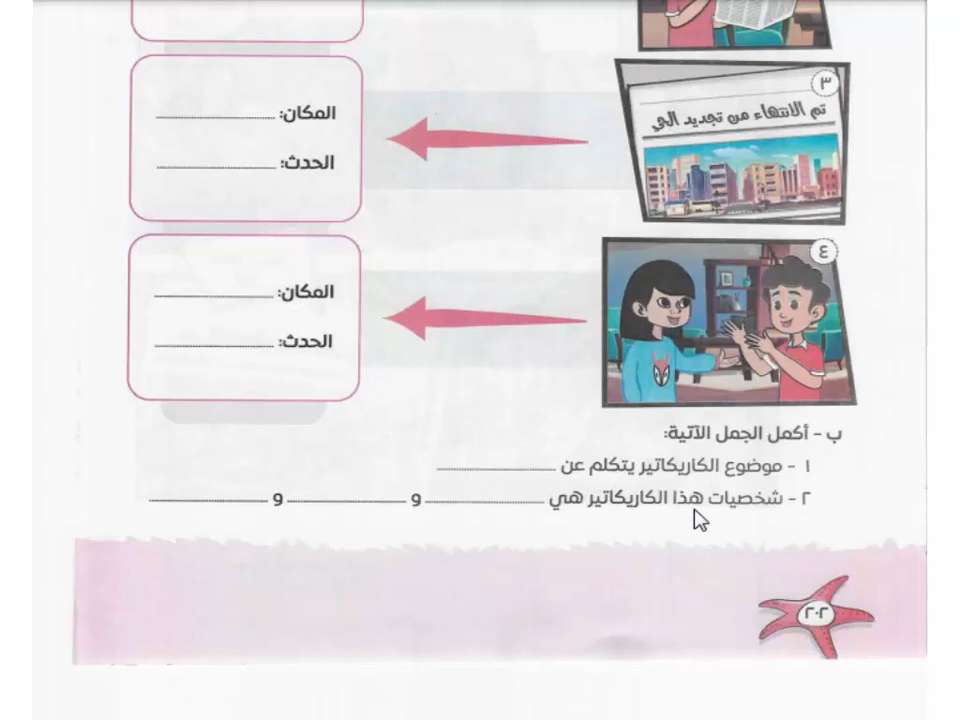 ٣
تم الانتهاء من تجديد الحي
المكان: ....................
الحدث: ....................
٤
المكان: ....................
الحدث: ....................
ب - أكمل الجمل الآتية:
١ - موضوع الكاريكاتير يتكلم عن ....................
٢ - شخصيات هذا الكاريكاتير هي .................... و .................... و ....................
٢٠٢